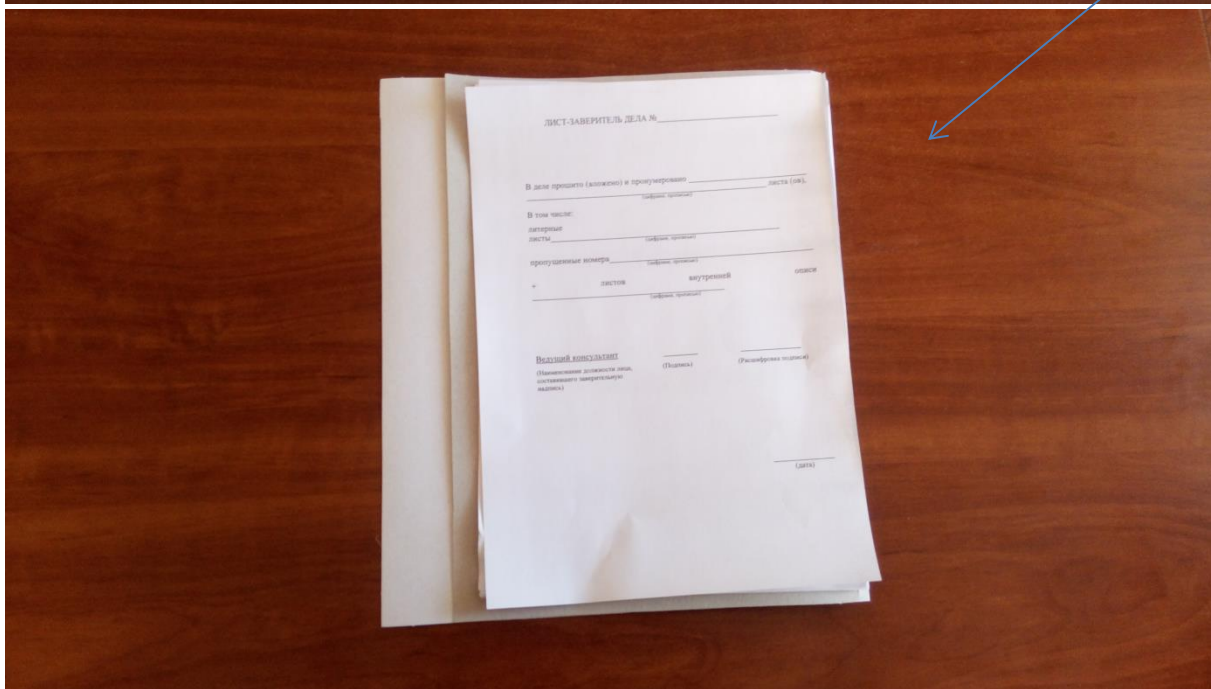 ЛИСТ-ЗАВЕРИТЕЛЬ ДЕЛА №
В деле прошито (вложено) и пронумеровано
листа (ов),
(цифрами, прописью)
В том числе:
литерные
листы
(цифрами, прописью)
пропущенные номера
(цифрами, прописью)
+ листов внутренней описи
(цифрами, прописью)
Ведущий консультант
(Наименование должности лица, (Подпись) (Расшифровка подписи)
составившего заверительную
надпись)
(дата)